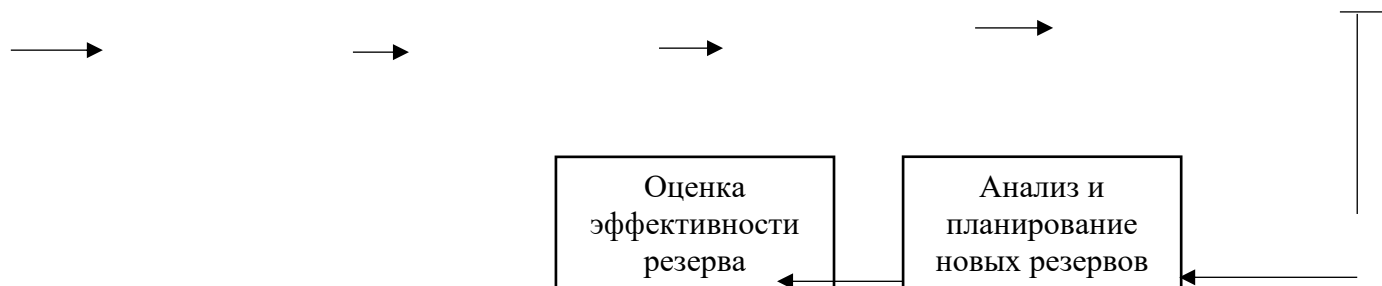 Оценка
эффективности
резерва
Анализ и
планирование
новых резервов